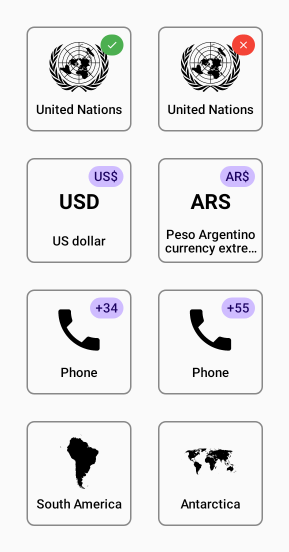 United Nations
United Nations
US$
USD
US dollar
AR$
ARS
Peso Argentino
currency extre...
+34
Phone
+55
Phone
South America
Antarctica